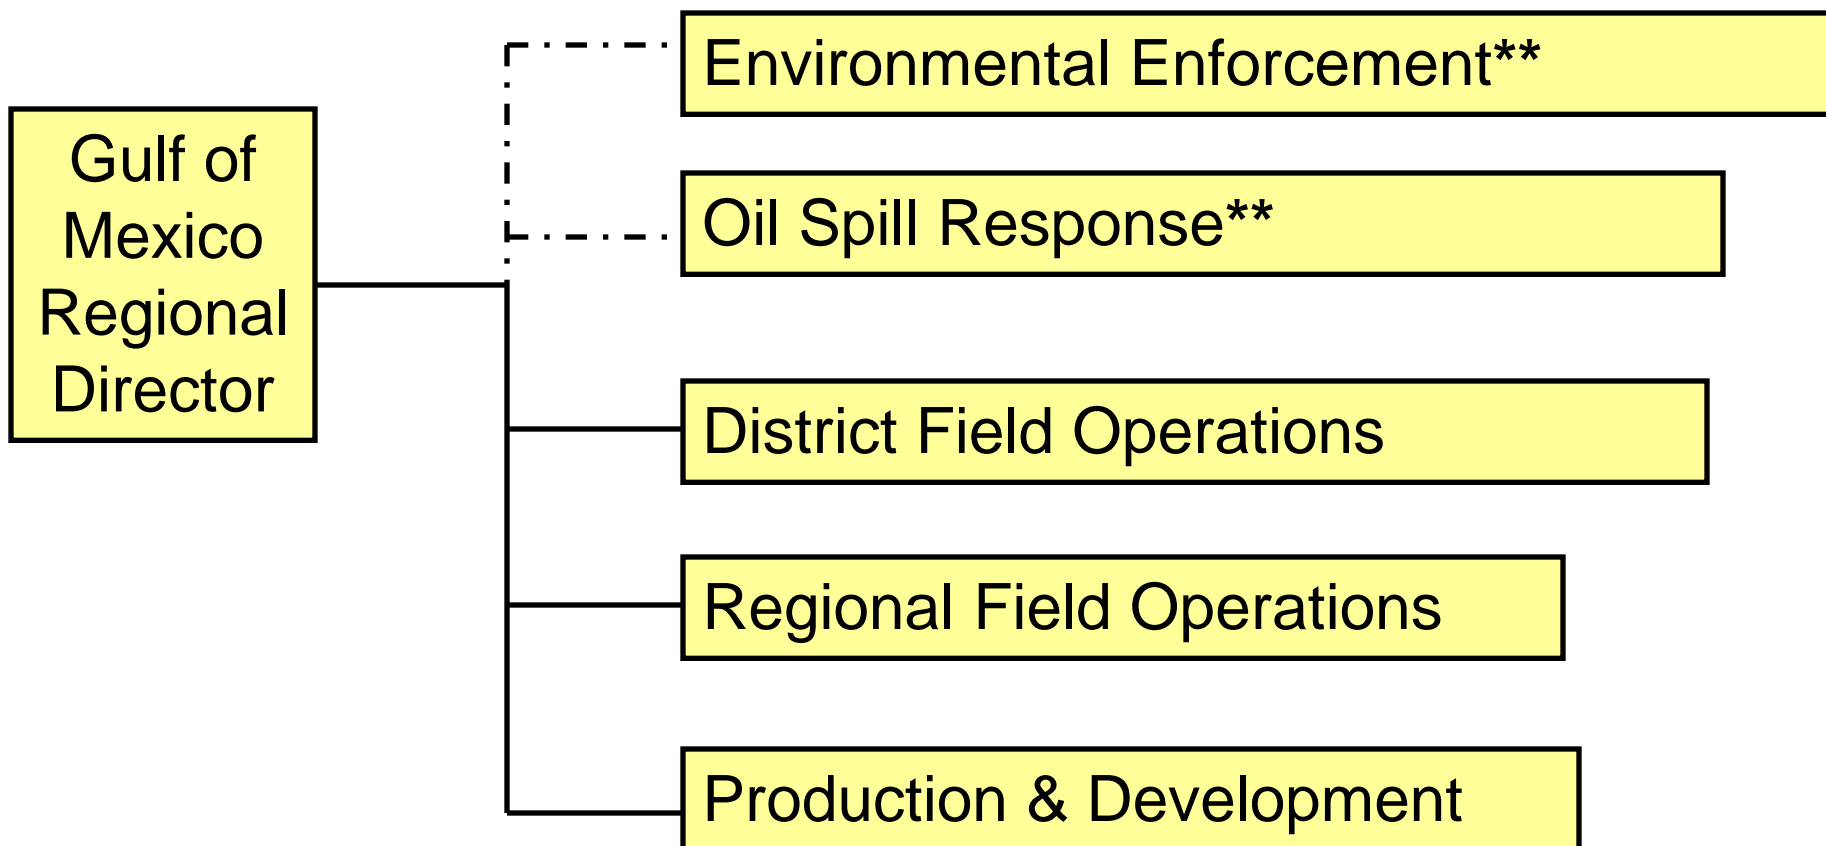 Gulf of
Mexico
Regional
Director
Environmental Enforcement**
Oil Spill Response**
District Field Operations
Regional Field Operations
Production & Development